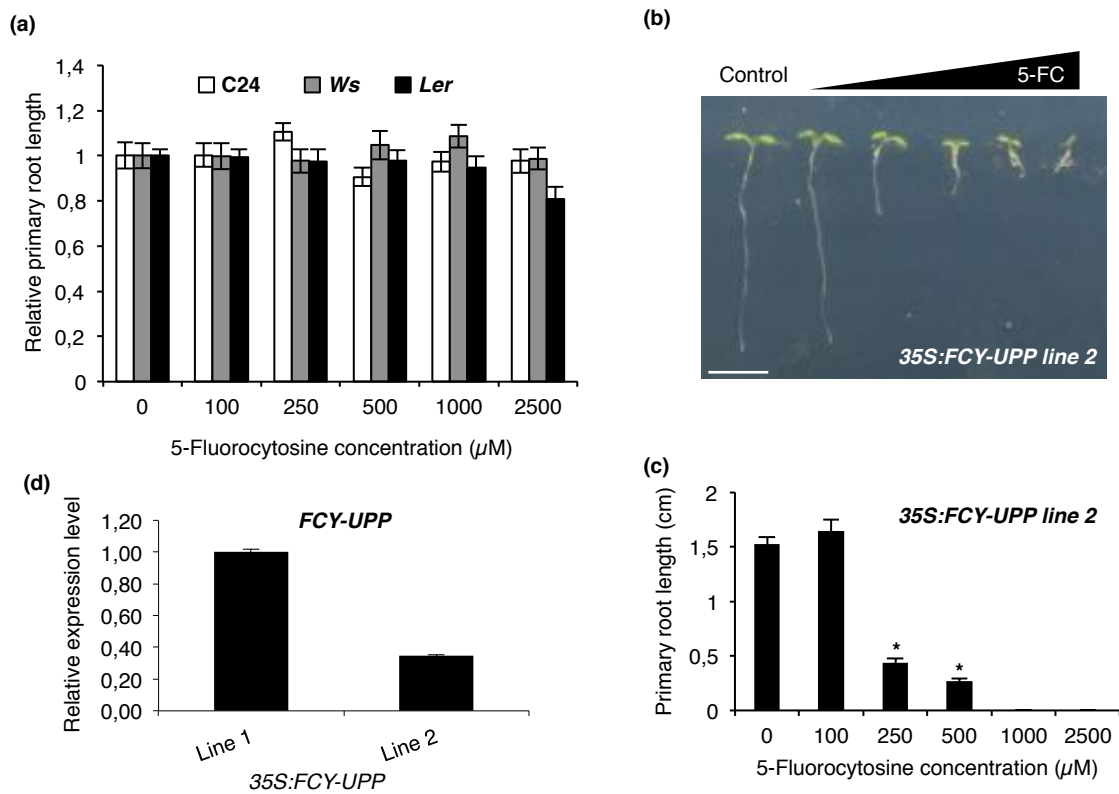 (a)
1,4
1,2
1
0,8
0,6
0,4
0,2
0
Relative primary root length
C24 Ws Ler
0 100 250 500 1000 2500
5-Fluorocytosine concentration (µM)
(b)
Control 5-FC
35S:FCY-UPP line 2
(d)
FCY-UPP
1,20
1,00
0,80
0,60
0,40
0,20
0,00
Relative expression level
Line 1 Line 2
35S:FCY-UPP
(c)
35S:FCY-UPP line 2
2
1,5
1
0,5
0
Primary root length (cm)
* *
0 100 250 500 1000 2500
5-Fluorocytosine concentration (µM)